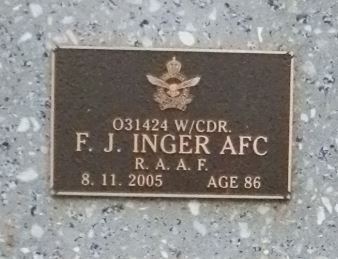 O31424 W/CDR.
F. J. INGER AFC
R. A. A. F.
8. 11. 2005 AGE 86